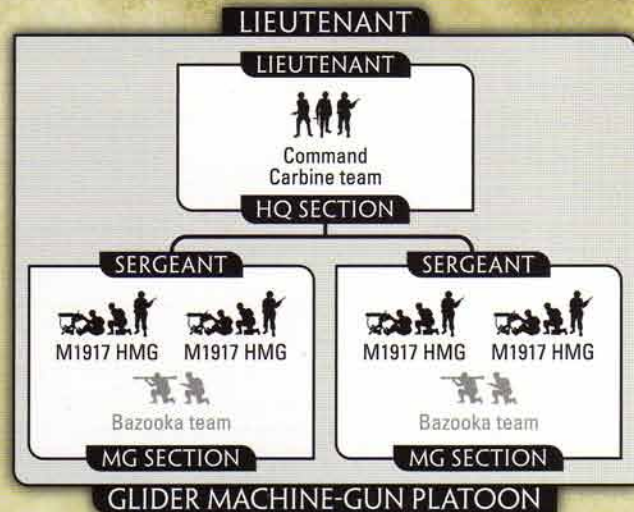 LIEUTENANT
LIEUTENANT
Command
Carbine team
HQ SECTION
SERGEANT
M1917 HMG M1917 HMG
Bazooka team
MG SECTION
SERGEANT
M1917 HMG M1917 HMG
Bazooka team
MG SECTION
GLIDER MACHINE-GUN PLATOON